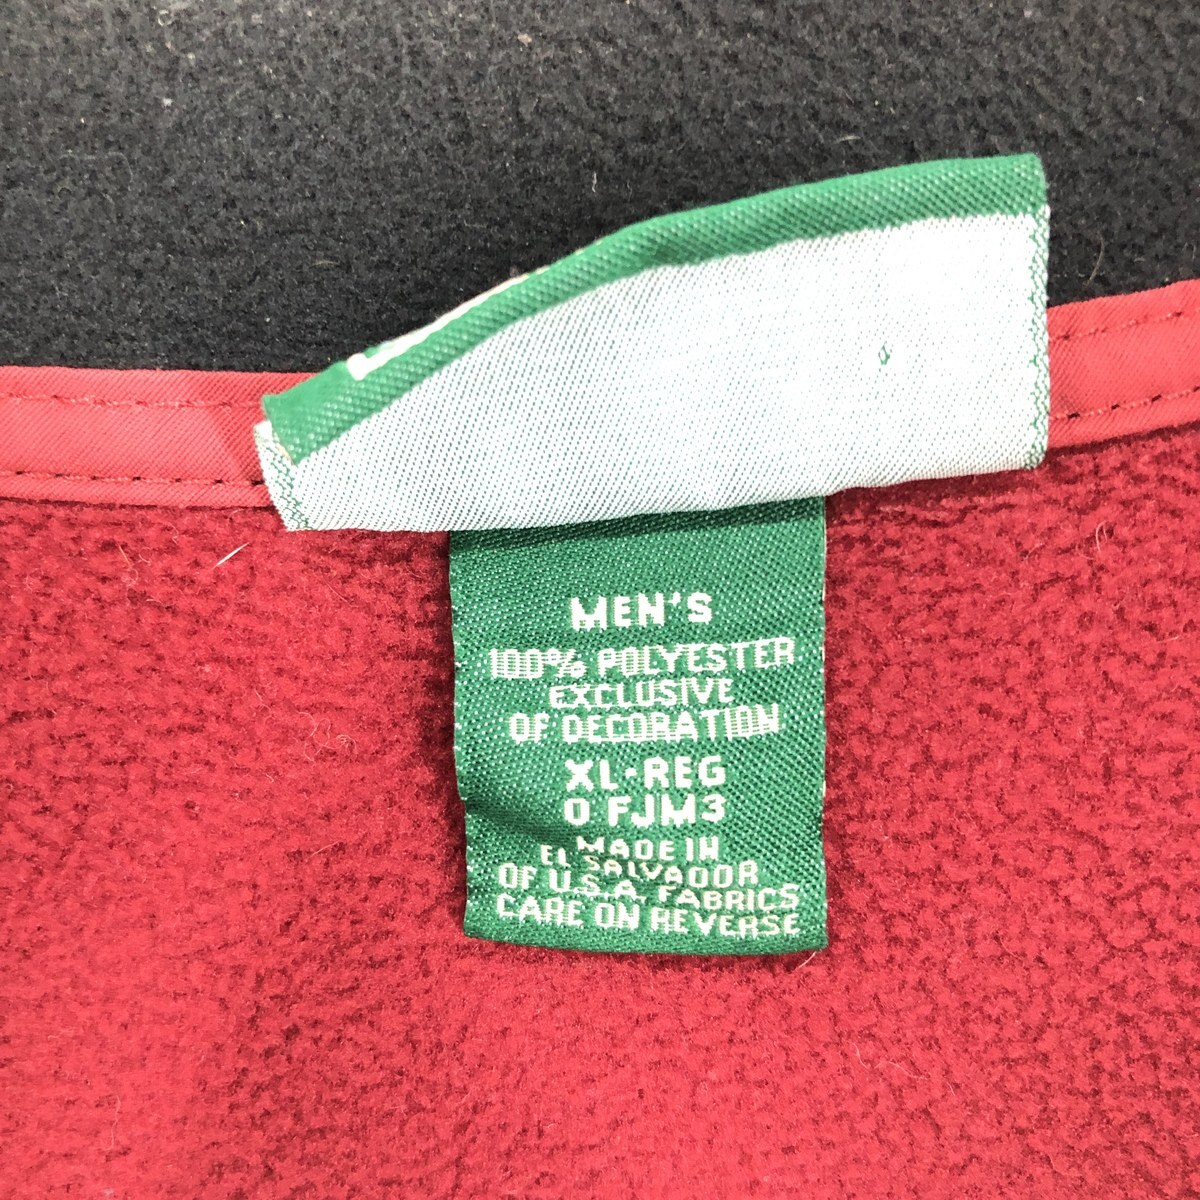 MEN'S
100% POLYESTER
EXCLUSIVE
OF DECORATION
XL-REG
0 FJM3
MADE IN
EL SALVADOR
OF U.S.A. FABRICS
CARE ON REVERSE